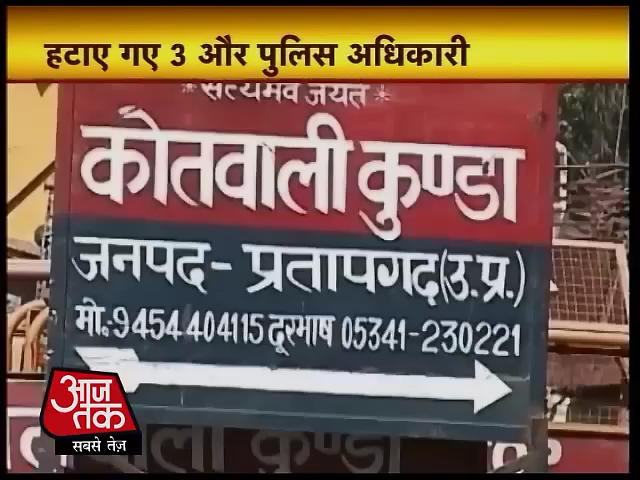 हटाए गए 3 और पुलिस अधिकारी
*सत्यमेव जयते*
कोतवाली कुण्डा
जनपद- प्रतापगढ़(उ.प्र.)
मो.9454404115 दूरभाष 05341-230221
आज
तक
सबसे तेज़
वाली कुण्डा